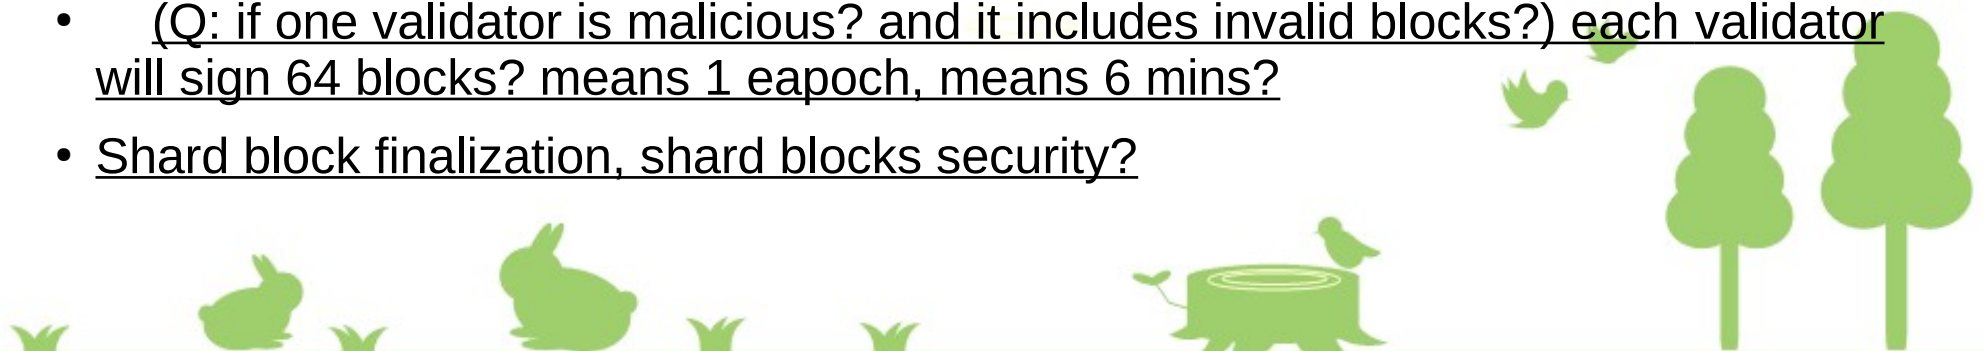 • (Q: if one validator is malicious? and it includes invalid blocks?) each validator
will sign 64 blocks? means 1 eapoch, means 6 mins?
• Shard block finalization, shard blocks security?